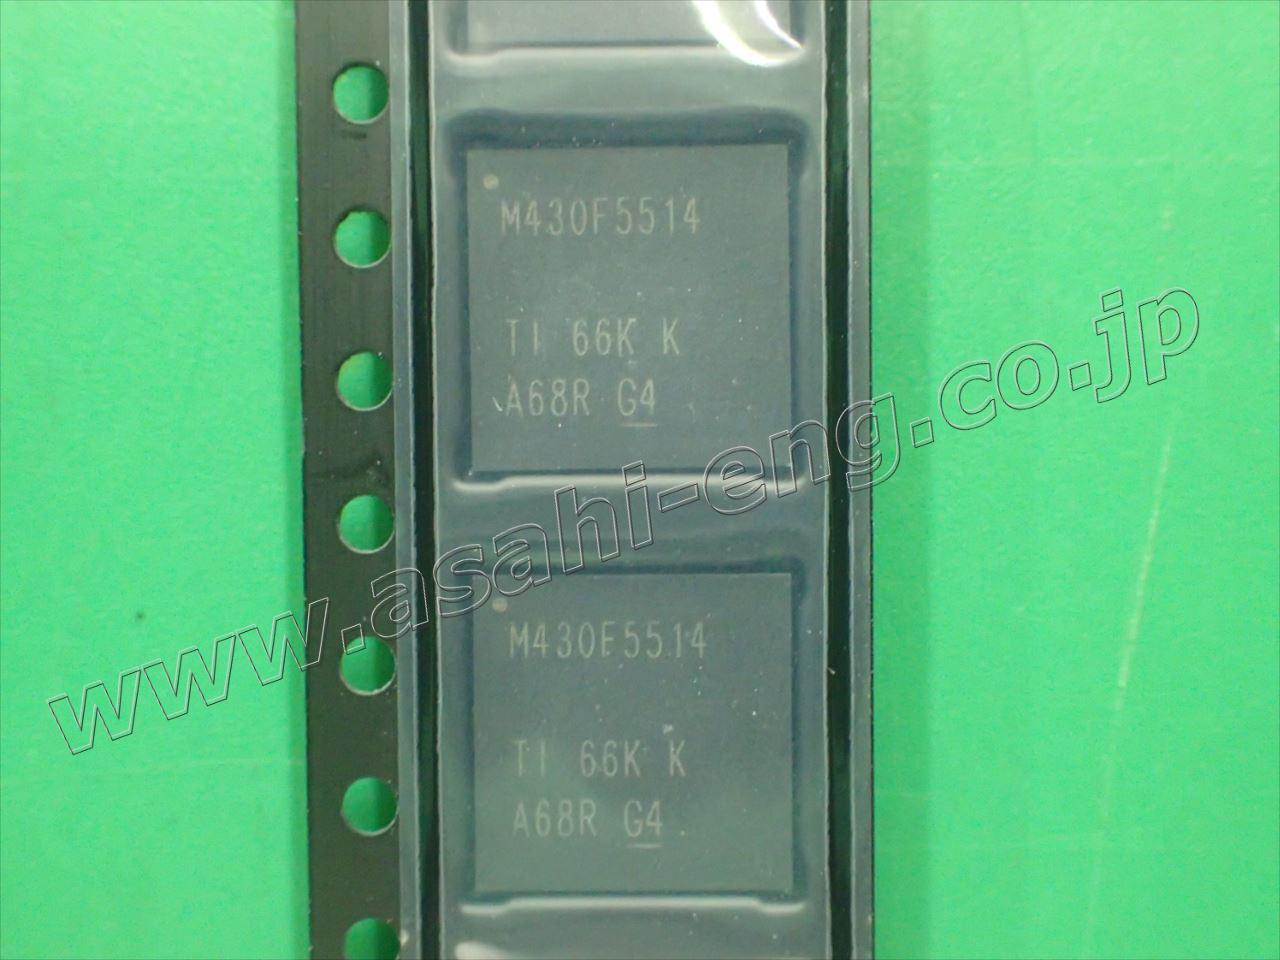 M430F5514
TI 66K K
A68R G4
www.asahi-eng.co.jp
M430F5514
TI 66K K
A68R G4